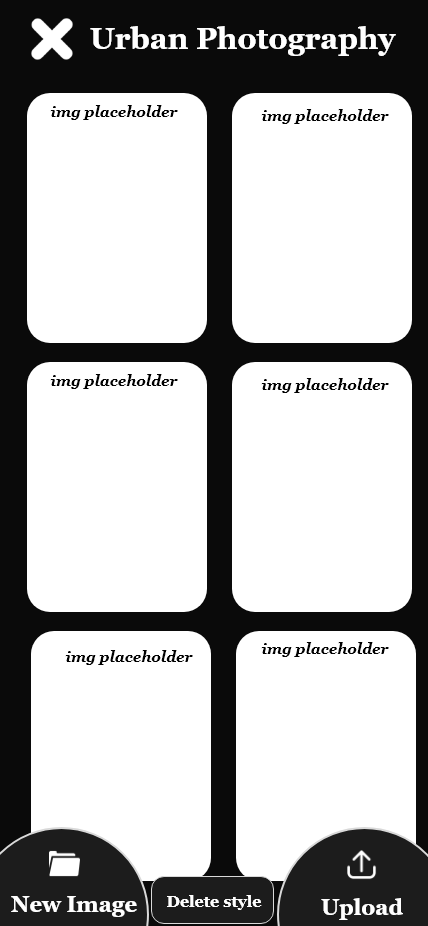 Urban Photography
img placeholder
img placeholder
img placeholder
img placeholder
img placeholder
img placeholder
New Image
Delete style
Upload